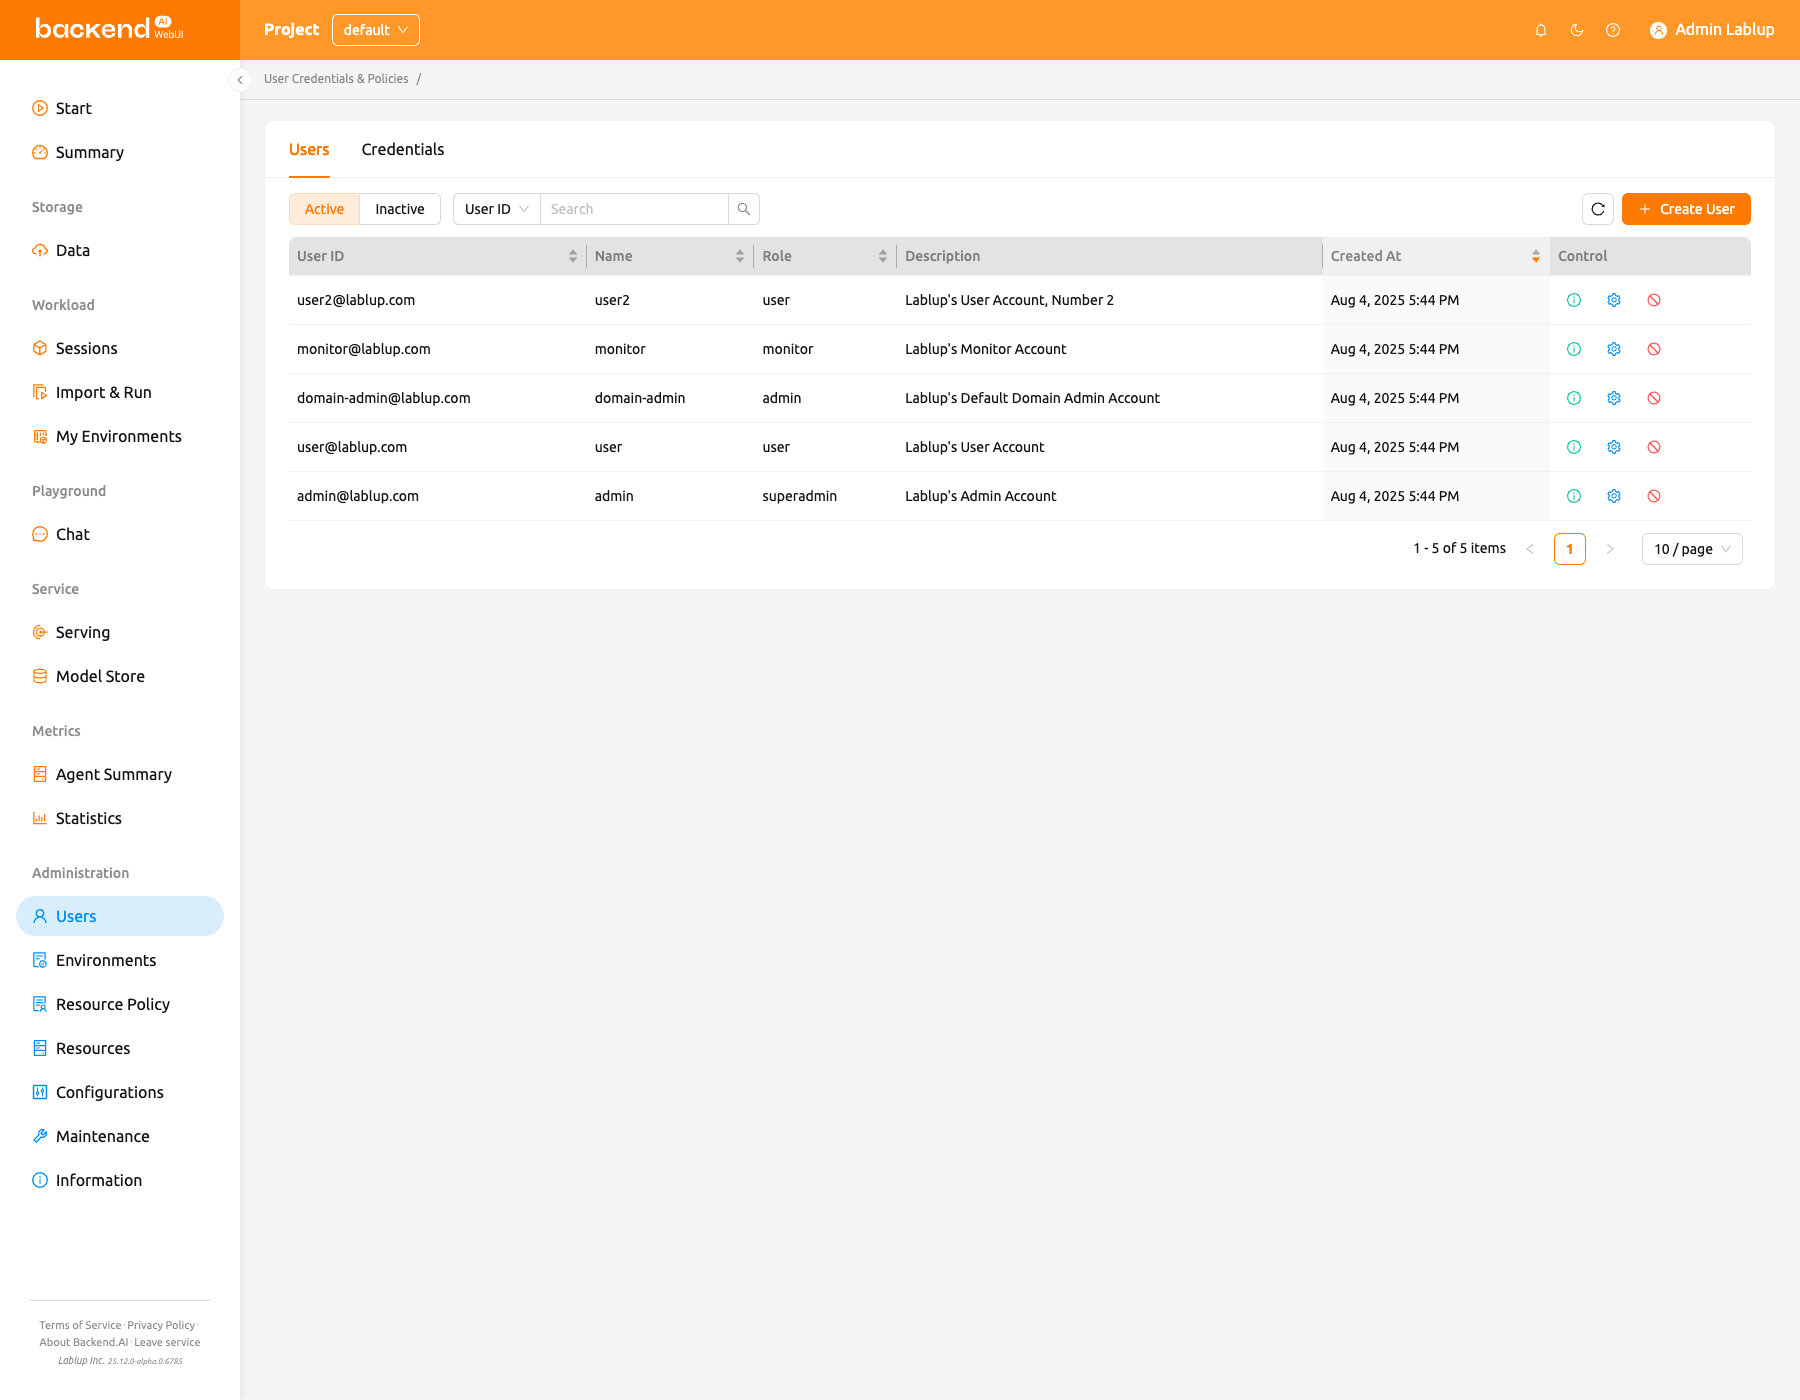 backend AI WebUI
Project default
Admin Lablup
User Credentials & Policies /
Start
Summary
Storage
Data
Workload
Sessions
Import & Run
My Environments
Playground
Chat
Service
Serving
Model Store
Metrics
Agent Summary
Statistics
Administration
Users
Environments
Resource Policy
Resources
Configurations
Maintenance
Information
Terms of Service · Privacy Policy ·
About Backend.AI · Leave service
Lablup Inc. 25.12.0-alpha.0.6785
Users Credentials
Active Inactive User ID Search + Create User
User ID Name Role Description Created At Control
user2@lablup.com user2 user Lablup's User Account, Number 2 Aug 4, 2025 5:44 PM
monitor@lablup.com monitor monitor Lablup's Monitor Account Aug 4, 2025 5:44 PM
domain-admin@lablup.com domain-admin admin Lablup's Default Domain Admin Account Aug 4, 2025 5:44 PM
user@lablup.com user user Lablup's User Account Aug 4, 2025 5:44 PM
admin@lablup.com admin superadmin Lablup's Admin Account Aug 4, 2025 5:44 PM
1 - 5 of 5 items < 1 > 10 / page